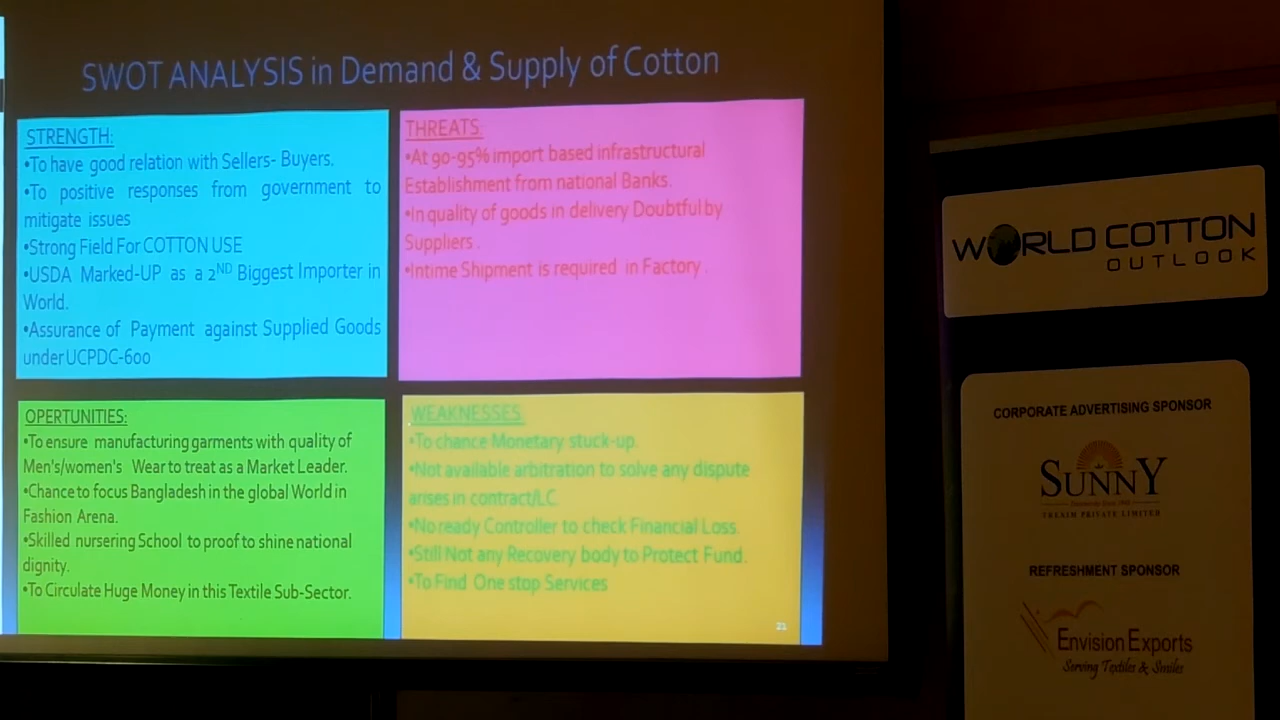 SWOT ANALYSIS in Demand & Supply of Cotton
STRENGTH:
•To have good relation with Sellers- Buyers.
•To positive responses from government to
mitigate issues
•Strong Field For COTTON USE
•USDA Marked-UP as a 2ND Biggest Importer in
World.
•Assurance of Payment against Supplied Goods
under UCPDC-600
THREATS:
•At 90-95% import based infrastructural
Establishment from national Banks.
•In quality of goods in delivery Doubtful by
Suppliers .
•Intime Shipment is required in Factory .
OPERTUNITIES:
•To ensure manufacturing garments with quality of
Men's/women's Wear to treat as a Market Leader.
•Chance to focus Bangladesh in the global World in
Fashion Arena.
•Skilled nursering School to proof to shine national
dignity.
•To Circulate Huge Money in this Textile Sub-Sector.
WEAKNESSES:
•To chance Monetary stuck-up.
•Not available arbitration to solve any dispute
arises in contract/LC.
•No ready Controller to check Financial Loss.
•Still Not any Recovery body to Protect Fund.
•To Find One stop Services
21
WORLD COTTON
OUTLOOK
CORPORATE ADVERTISING SPONSOR
SUNNY
TREXIM PRIVATE LIMITED
REFRESHMENT SPONSOR
Envision Exports
Serving Textiles & Smiles